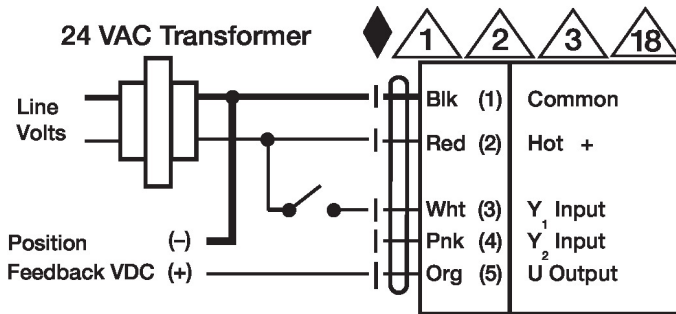 24 VAC Transformer
1 2 3 18
Line Volts
Blk (1) Common
Red (2) Hot +
Wht (3) Y1 Input
Pnk (4) Y2 Input
Org (5) U Output
Position (–)
Feedback VDC (+)